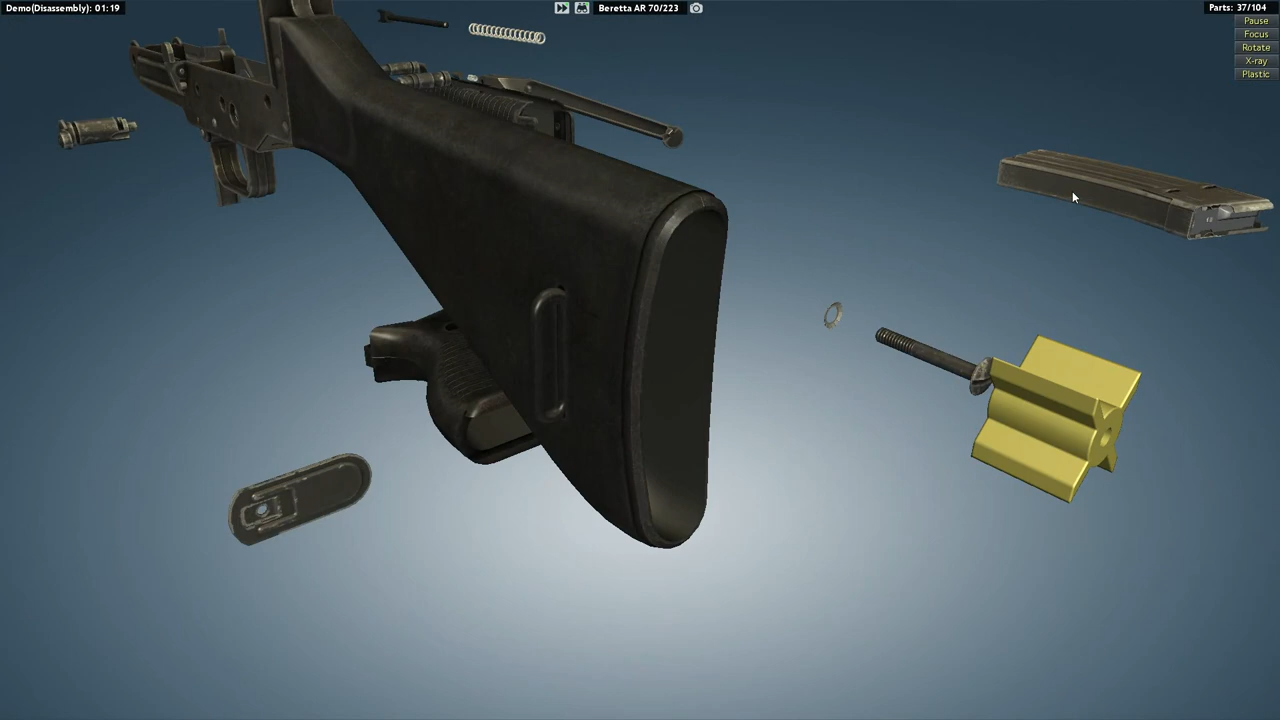 Demo(Disassembly): 01:19
Beretta AR 70/223
Parts: 37/104
Pause
Focus
Rotate
X-ray
Plastic